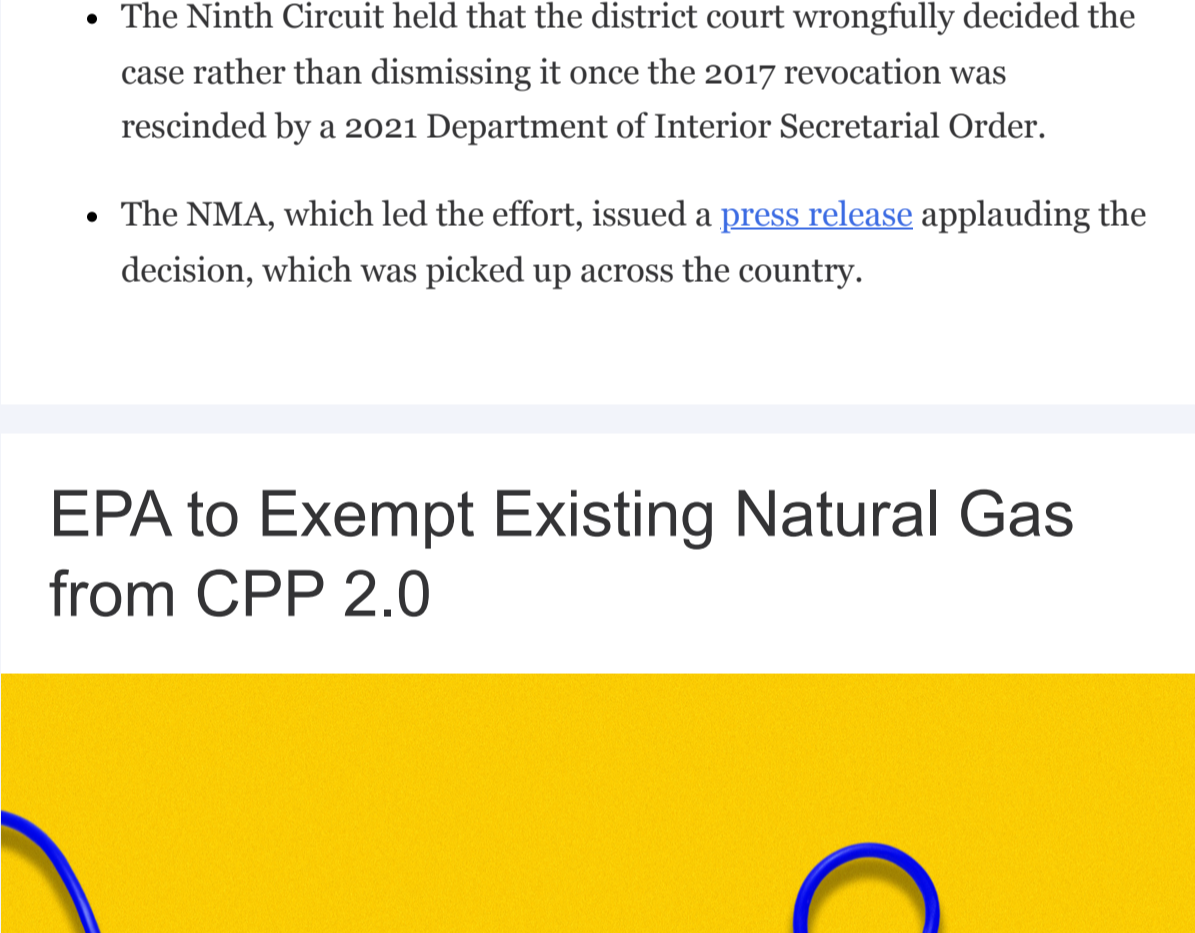 The Ninth Circuit held that the district court wrongfully decided the
case rather than dismissing it once the 2017 revocation was
rescinded by a 2021 Department of Interior Secretarial Order.
The NMA, which led the effort, issued a press release applauding the
decision, which was picked up across the country.
EPA to Exempt Existing Natural Gas
from CPP 2.0